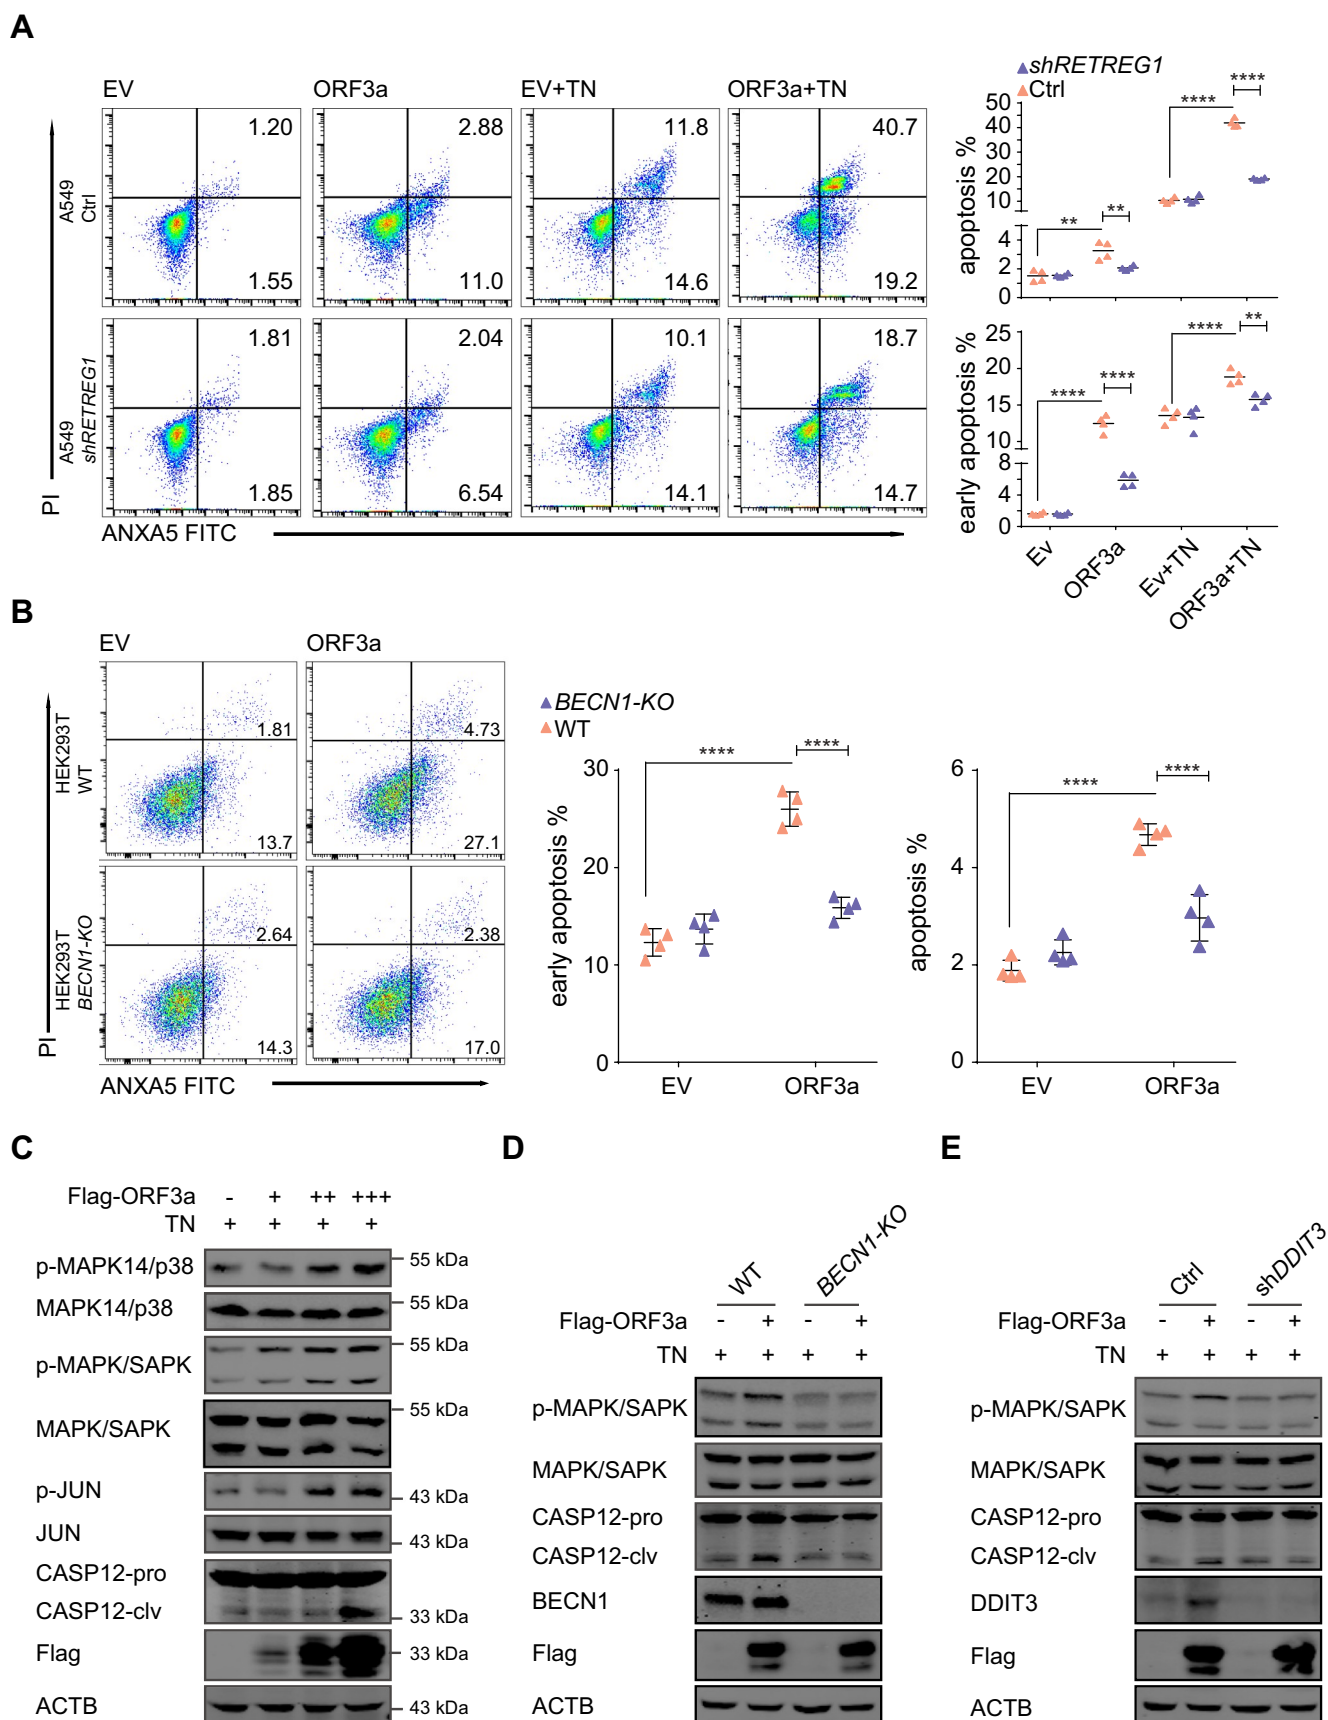 A
EV
ORF3a
EV+TN
ORF3a+TN
A549
Ctrl
1.20
2.88
11.8
40.7
1.55
11.0
14.6
19.2
A549
shRETREG1
1.81
2.04
10.1
18.7
1.85
6.54
14.1
14.7
PI
ANXA5 FITC
shRETREG1
Ctrl
apoptosis %
50
40
30
20
10
4
2
0
**
**
****
****
early apoptosis %
25
20
15
10
8
4
0
****
****
****
**
Ev
ORF3a
Ev+TN
ORF3a+TN
B
EV
ORF3a
HEK293T
WT
1.81
4.73
13.7
27.1
HEK293T
BECN1-KO
2.64
2.38
14.3
17.0
PI
ANXA5 FITC
BECN1-KO
WT
early apoptosis %
30
20
10
0
****
****
EV
ORF3a
apoptosis %
6
4
2
0
****
****
EV
ORF3a
C
Flag-ORF3a - + ++ +++
TN + + + +
p-MAPK14/p38 55 kDa
MAPK14/p38 55 kDa
p-MAPK/SAPK 55 kDa
MAPK/SAPK 55 kDa
p-JUN 43 kDa
JUN 43 kDa
CASP12-pro
CASP12-clv 33 kDa
Flag 33 kDa
ACTB 43 kDa
D
WT BECN1-KO
Flag-ORF3a - + - +
TN + + + +
p-MAPK/SAPK
MAPK/SAPK
CASP12-pro
CASP12-clv
BECN1
Flag
ACTB
E
Ctrl shDDIT3
Flag-ORF3a - + - +
TN + + + +
p-MAPK/SAPK
MAPK/SAPK
CASP12-pro
CASP12-clv
DDIT3
Flag
ACTB